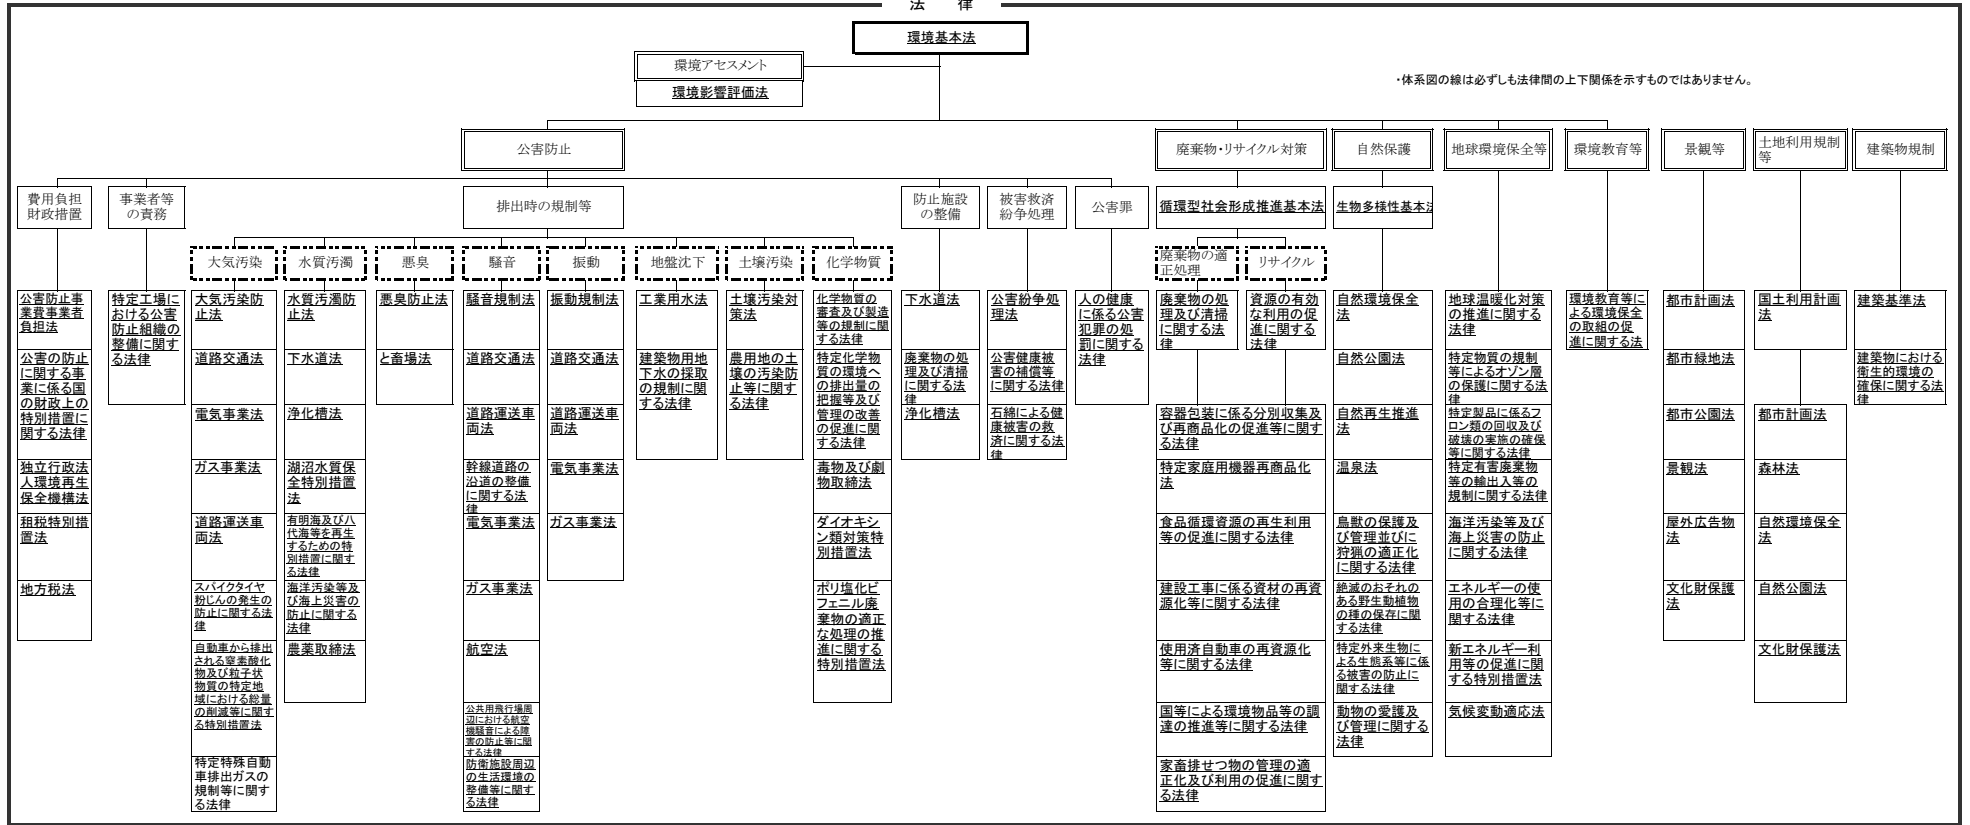 法　律
環境基本法
環境アセスメント
環境影響評価法
・体系図の線は必ずしも法律間の上下関係を示すものではありません。
公害防止
廃棄物・リサイクル対策
自然保護
地球環境保全等
環境教育等
景観等
土地利用規制
等
建築物規制
費用負担
財政措置
事業者等
の責務
排出時の規制等
防止施設
の整備
被害救済
紛争処理
公害罪
循環型社会形成推進基本法
生物多様性基本法
大気汚染
水質汚濁
悪臭
騒音
振動
地盤沈下
土壌汚染
化学物質
廃棄物の適
正処理
リサイクル
公害防止事
業費事業者
負担法
公害の防止
に関する事
業に係る国
の財政上の
特別措置に
関する法律
独立行政法
人環境再生
保全機構法
租税特別措
置法
地方税法
特定工場に
おける公害
防止組織の
整備に関す
る法律
大気汚染防
止法
道路交通法
電気事業法
ガス事業法
道路運送車
両法
スパイクタイヤ
粉じんの発生の
防止に関する法
律
自動車から排出
される窒素酸化
物及び粒子状
物質の特定地
域における総量
の削減等に関す
る特別措置法
特定特殊自動
車排出ガスの
規制等に関す
る法律
水質汚濁防
止法
下水道法
浄化槽法
湖沼水質保
全特別措置
法
有明海及び八
代海等を再生
するための特
別措置に関す
る法律
海洋汚染等及
び海上災害の
防止に関する
法律
農薬取締法
悪臭防止法
と畜場法
騒音規制法
道路交通法
道路運送車
両法
幹線道路の
沿道の整備
に関する法
律
電気事業法
ガス事業法
航空法
公共用飛行場周
辺における航空
機騒音による障
害の防止等に関
する法律
防衛施設周辺
の生活環境の
整備等に関す
る法律
振動規制法
道路交通法
道路運送車
両法
電気事業法
ガス事業法
工業用水法
建築物用地
下水の採取
の規制に関
する法律
土壌汚染対
策法
農用地の土
壌の汚染防
止等に関す
る法律
化学物質の
審査及び製造
等の規制に関
する法律
特定化学物
質の環境へ
の排出量の
把握等及び
管理の改善
の促進に関
する法律
毒物及び劇
物取締法
ダイオキシ
ン類対策特
別措置法
ポリ塩化ビ
フェニル廃
棄物の適正
な処理の推
進に関する
特別措置法
下水道法
廃棄物の処
理及び清掃
に関する法
律
浄化槽法
公害紛争処
理法
公害健康被
害の補償等
に関する法律
石綿による健
康被害の救
済に関する法
律
人の健康
に係る公害
犯罪の処
罰に関する
法律
廃棄物の処
理及び清掃
に関する法
律
資源の有効
な利用の促
進に関する
法律
容器包装に係る分別収集及
び再商品化の促進等に関す
る法律
特定家庭用機器再商品化
法
食品循環資源の再生利用
等の促進に関する法律
建設工事に係る資材の再資
源化等に関する法律
使用済自動車の再資源化
等に関する法律
国等による環境物品等の調
達の推進等に関する法律
家畜排せつ物の管理の適
正化及び利用の促進に関す
る法律
自然環境保全
法
自然公園法
自然再生推進
法
温泉法
鳥獣の保護及
び管理並びに
狩猟の適正化
に関する法律
絶滅のおそれの
ある野生動植物
の種の保存に関
する法律
特定外来生物に
よる生態系等に係
る被害の防止に
関する法律
動物の愛護及
び管理に関する
法律
地球温暖化対策
の推進に関する
法律
特定物質の規制
等によるオゾン層
の保護に関する法
律
特定製品に係るフ
ロン類の回収及び
破壊の実施の確保
等に関する法律
特定有害廃棄物
等の輸出入等の
規制に関する法律
海洋汚染等及び
海上災害の防止
に関する法律
エネルギーの使
用の合理化等に
関する法律
新エネルギー利
用等の促進に関
する特別措置法
気候変動適応法
環境教育等に
よる環境保全
の取組の促
進に関する法
都市計画法
都市緑地法
都市公園法
景観法
屋外広告物
法
文化財保護
法
国土利用計画
法
都市計画法
森林法
自然環境保全
法
自然公園法
文化財保護法
建築基準法
建築物における
衛生的環境の
確保に関する法
律